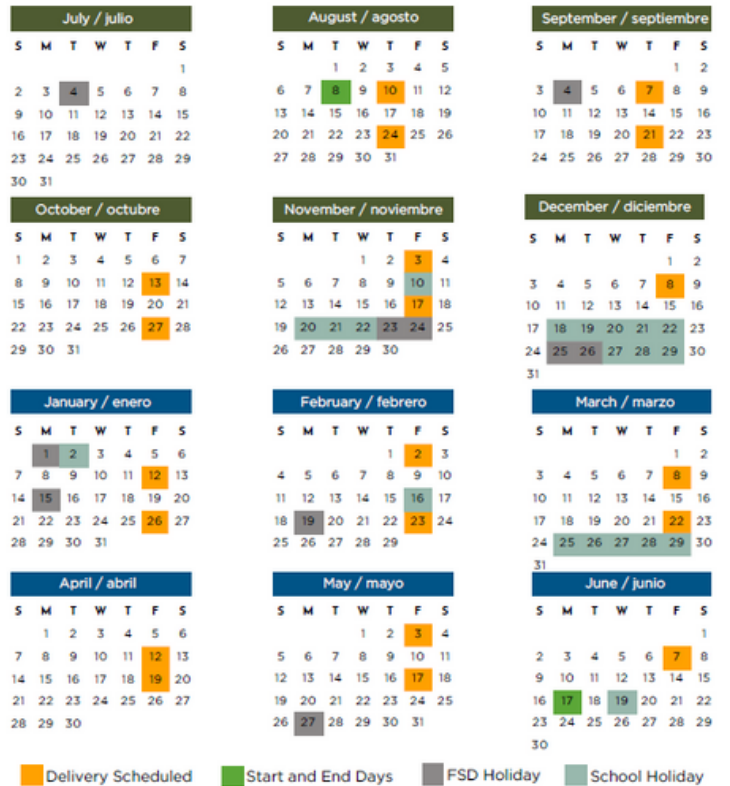 July / julio
S M T W T F S
1
2 3 4 5 6 7 8
9 10 11 12 13 14 15
16 17 18 19 20 21 22
23 24 25 26 27 28 29
30 31
August / agosto
S M T W T F S
1 2 3 4 5
6 7 8 9 10 11 12
13 14 15 16 17 18 19
20 21 22 23 24 25 26
27 28 29 30 31
September / septiembre
S M T W T F S
1 2
3 4 5 6 7 8 9
10 11 12 13 14 15 16
17 18 19 20 21 22 23
24 25 26 27 28 29 30
October / octubre
S M T W T F S
1 2 3 4 5 6 7
8 9 10 11 12 13 14
15 16 17 18 19 20 21
22 23 24 25 26 27 28
29 30 31
November / noviembre
S M T W T F S
1 2 3 4
5 6 7 8 9 10 11
12 13 14 15 16 17 18
19 20 21 22 23 24 25
26 27 28 29 30
December / diciembre
S M T W T F S
1 2
3 4 5 6 7 8 9
10 11 12 13 14 15 16
17 18 19 20 21 22 23
24 25 26 27 28 29 30
31
January / enero
S M T W T F S
1 2 3 4 5 6
7 8 9 10 11 12 13
14 15 16 17 18 19 20
21 22 23 24 25 26 27
28 29 30 31
February / febrero
S M T W T F S
1 2 3
4 5 6 7 8 9 10
11 12 13 14 15 16 17
18 19 20 21 22 23 24
25 26 27 28 29
March / marzo
S M T W T F S
1 2
3 4 5 6 7 8 9
10 11 12 13 14 15 16
17 18 19 20 21 22 23
24 25 26 27 28 29 30
31
April / abril
S M T W T F S
1 2 3 4 5 6
7 8 9 10 11 12 13
14 15 16 17 18 19 20
21 22 23 24 25 26 27
28 29 30
May / mayo
S M T W T F S
1 2 3 4
5 6 7 8 9 10 11
12 13 14 15 16 17 18
19 20 21 22 23 24 25
26 27 28 29 30 31
June / junio
S M T W T F S
1
2 3 4 5 6 7 8
9 10 11 12 13 14 15
16 17 18 19 20 21 22
23 24 25 26 27 28 29
30
Delivery Scheduled
Start and End Days
FSD Holiday
School Holiday